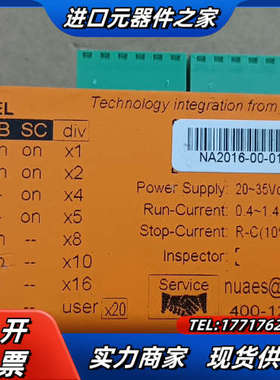 进口元器件之家
EL
Technology integration from
B SC div
on x1
on x2
on x4
on x5
-- x8
-- x10
-- x16
user x20
NA2016-00-01
Power Supply: 20~35V
Run-Current: 0.4~1.4
Stop-Current: R-C(10%
Inspector:
Service
nuaes@
400-1
开
票
TEL:1771762
实力商家 现货供